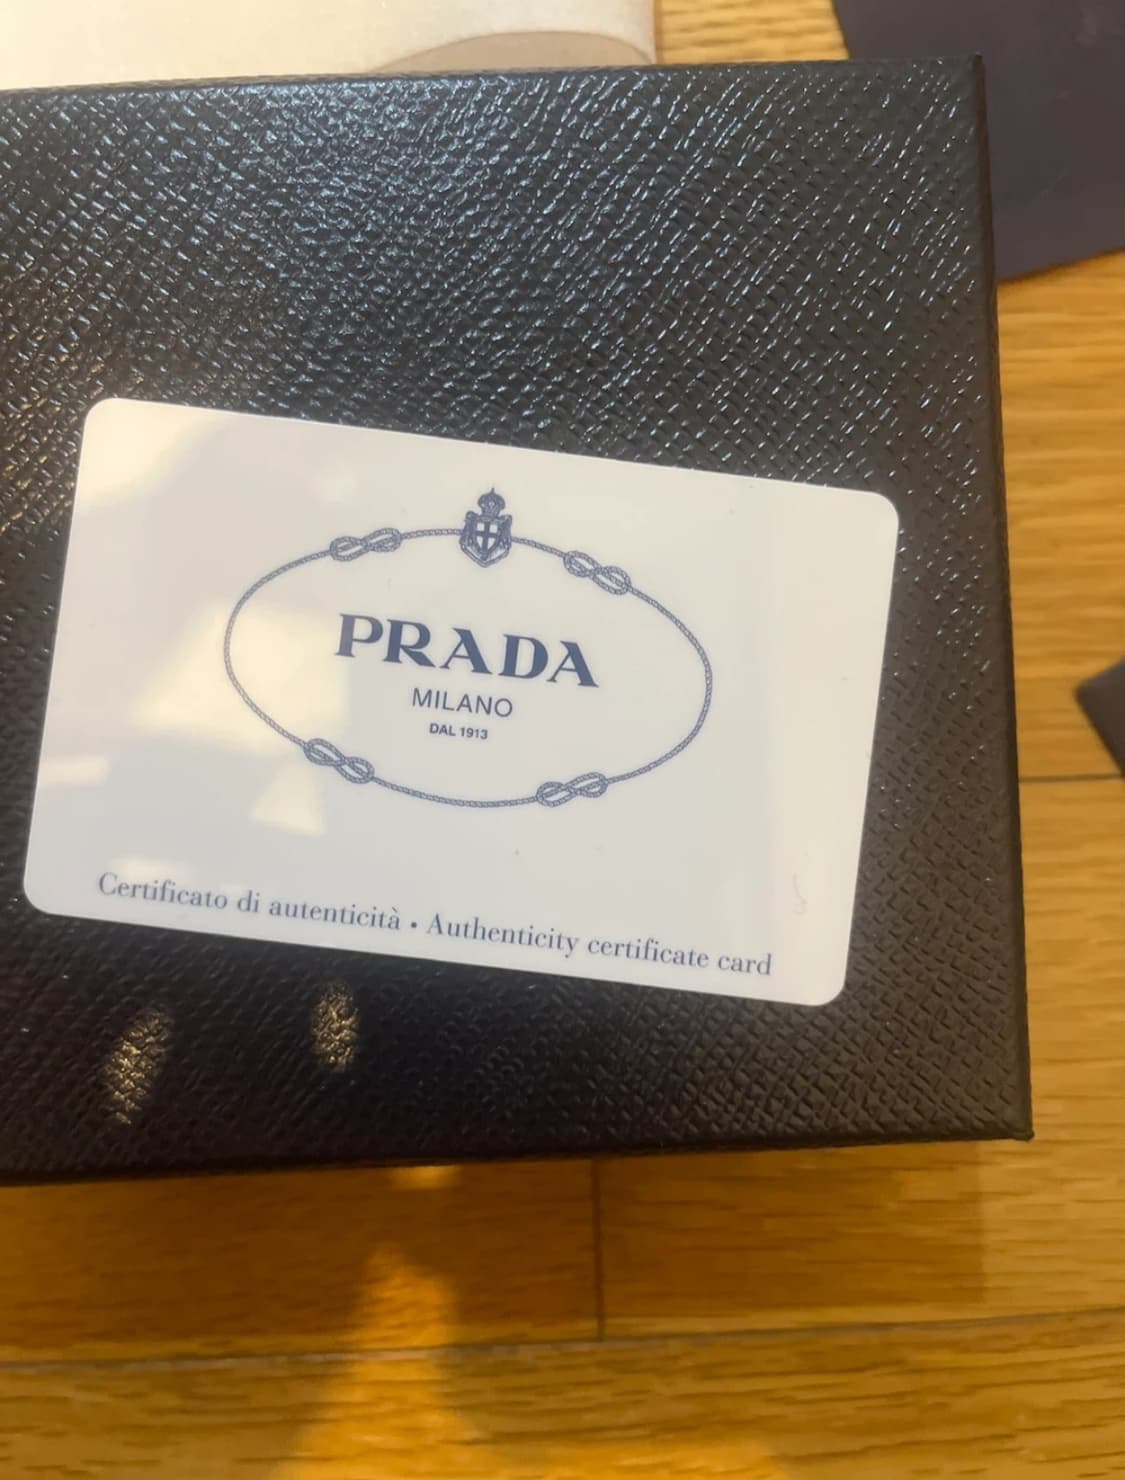 PRADA
MILANO
DAL 1913
Certificato di autenticità • Authenticity certificate card